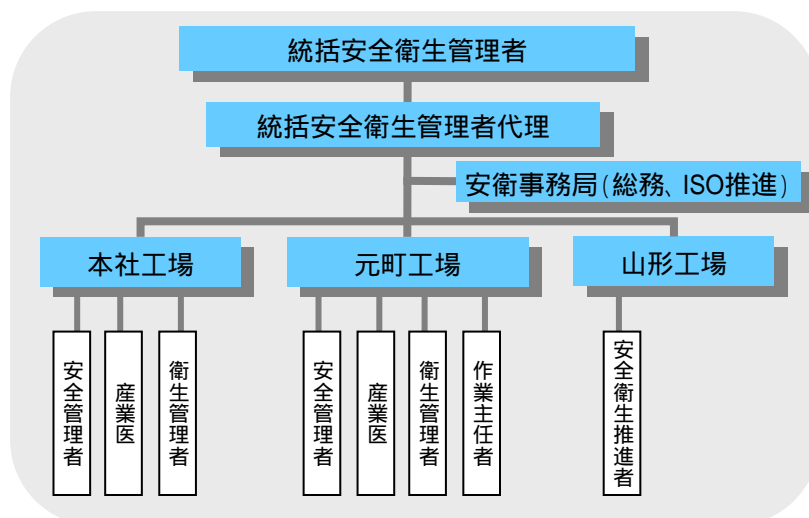 統括安全衛生管理者
統括安全衛生管理者代理
安衛事務局(総務、ISO推進)
本社工場
元町工場
山形工場
安全管理者
産業医
衛生管理者
安全管理者
産業医
衛生管理者
作業主任者
安全衛生推進者